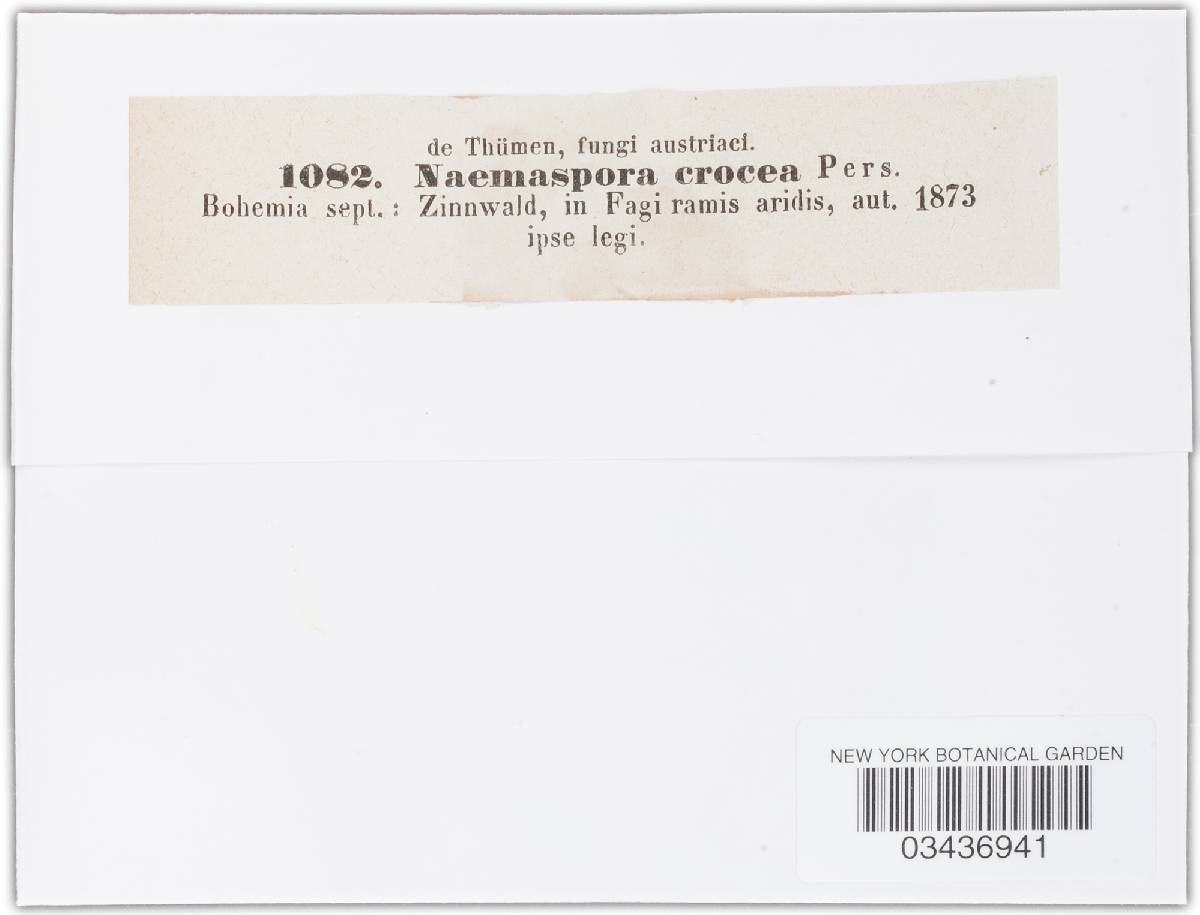 de Thümen, fungi austriaci.
1082. Naemaspora crocea Pers.
Bohemia sept.: Zinnwald, in Fagi ramis aridis, aut. 1873
ipse legi.
NEW YORK BOTANICAL GARDEN
03436941